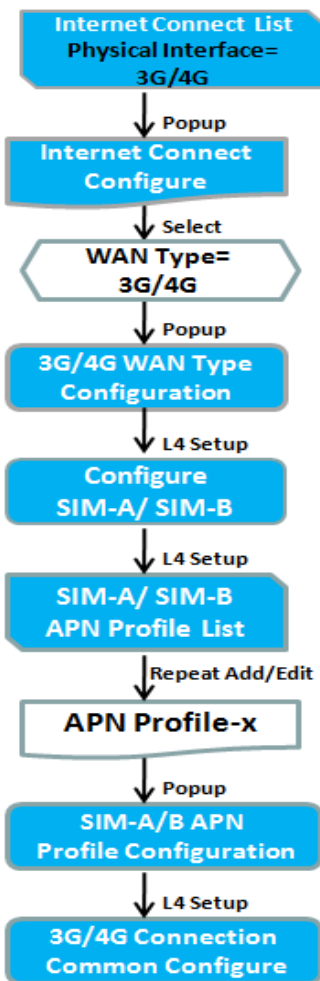 Internet Connect List
Physical Interface=
3G/4G
Popup
Internet Connect
Configure
Select
WAN Type=
3G/4G
Popup
3G/4G WAN Type
Configuration
L4 Setup
Configure
SIM-A/ SIM-B
L4 Setup
SIM-A/ SIM-B
APN Profile List
Repeat Add/Edit
APN Profile-x
Popup
SIM-A/B APN
Profile Configuration
L4 Setup
3G/4G Connection
Common Configure